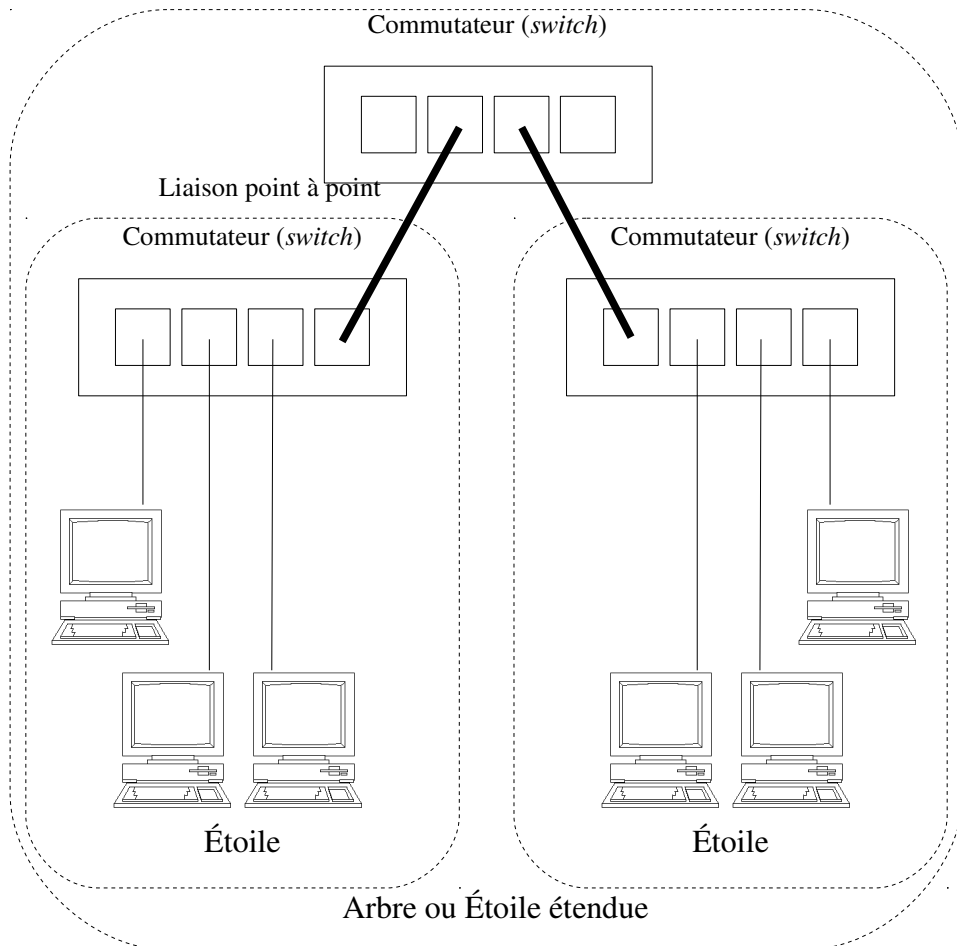 Commutateur (switch)
Liaison point à point
Commutateur (switch)
Commutateur (switch)
Étoile
Étoile
Arbre ou Étoile étendue